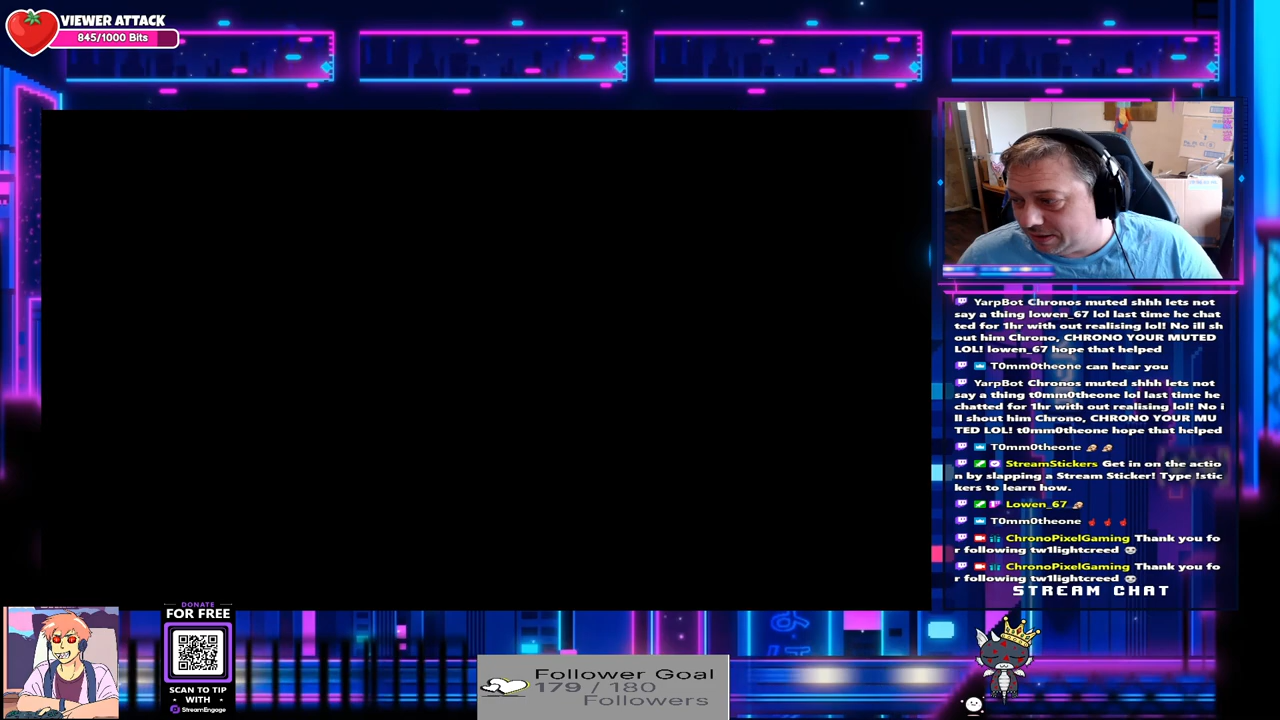 VIEWER ATTACK
845/1000 Bits
YarpBot Chronos muted shhh lets not
say a thing lowen_67 lol last time he chat
ted for 1hr with out realising lol! No ill sh
out him Chrono, CHRONO YOUR MUTED
LOL! lowen_67 hope that helped
T0mm0theone can hear you
YarpBot Chronos muted shhh lets not
say a thing t0mm0theone lol last time he
chatted for 1hr with out realising lol! No i
ll shout him Chrono, CHRONO YOUR MU
TED LOL! t0mm0theone hope that helped
T0mm0theone
StreamStickers Get in on the actio
n by slapping a Stream Sticker! Type !stic
kers to learn how.
Lowen_67
T0mm0theone
ChronoPixelGaming Thank you fo
r following tw1lightcreed
ChronoPixelGaming Thank you fo
r following tw1lightcreed
STREAM CHAT
DONATE
FOR FREE
SCAN TO TIP
WITH
StreamEngage
Follower Goal
179 / 180
Followers